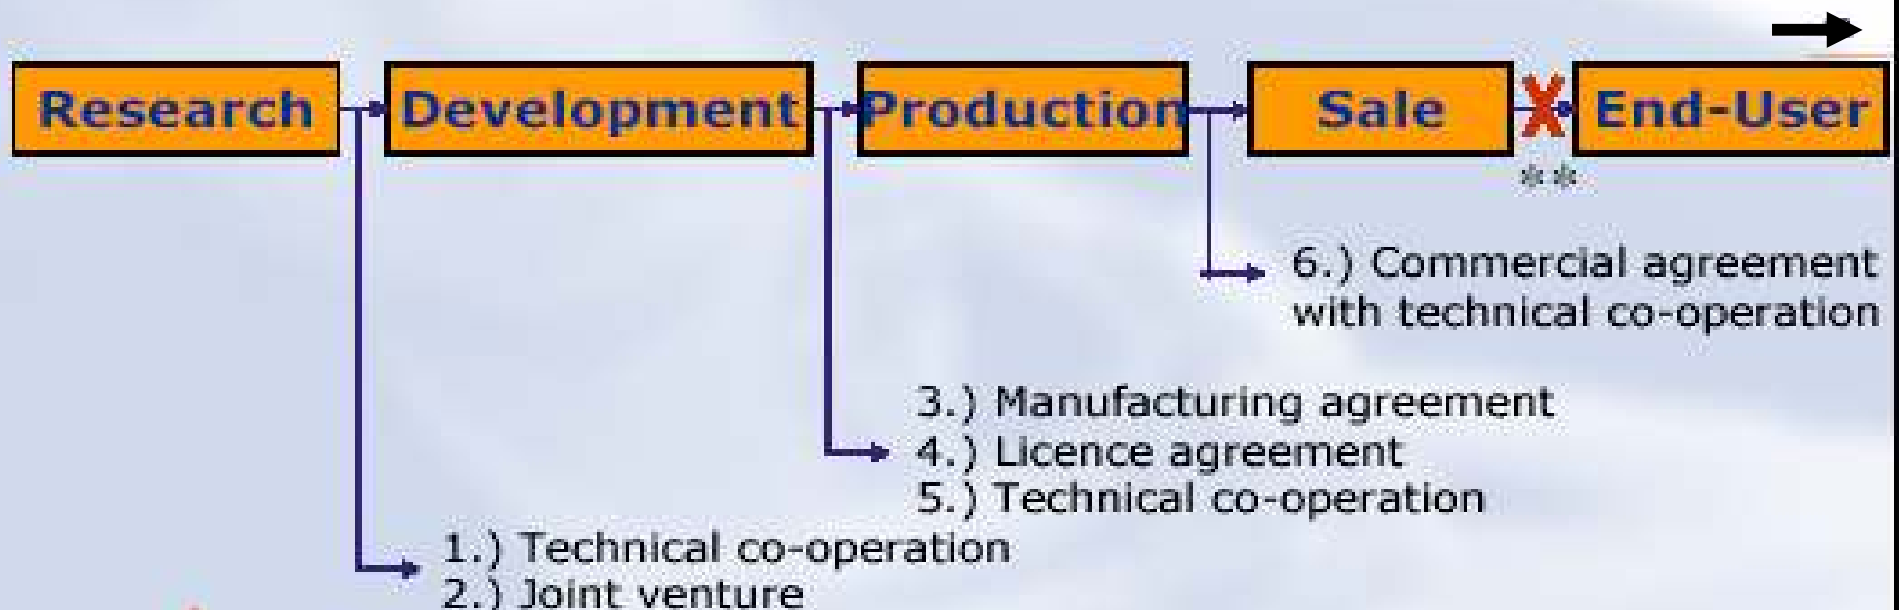 Research
Development
Production
Sale
X
End-User
**
6.) Commercial agreement
with technical co-operation
3.) Manufacturing agreement
4.) Licence agreement
5.) Technical co-operation
1.) Technical co-operation
2.) Joint venture